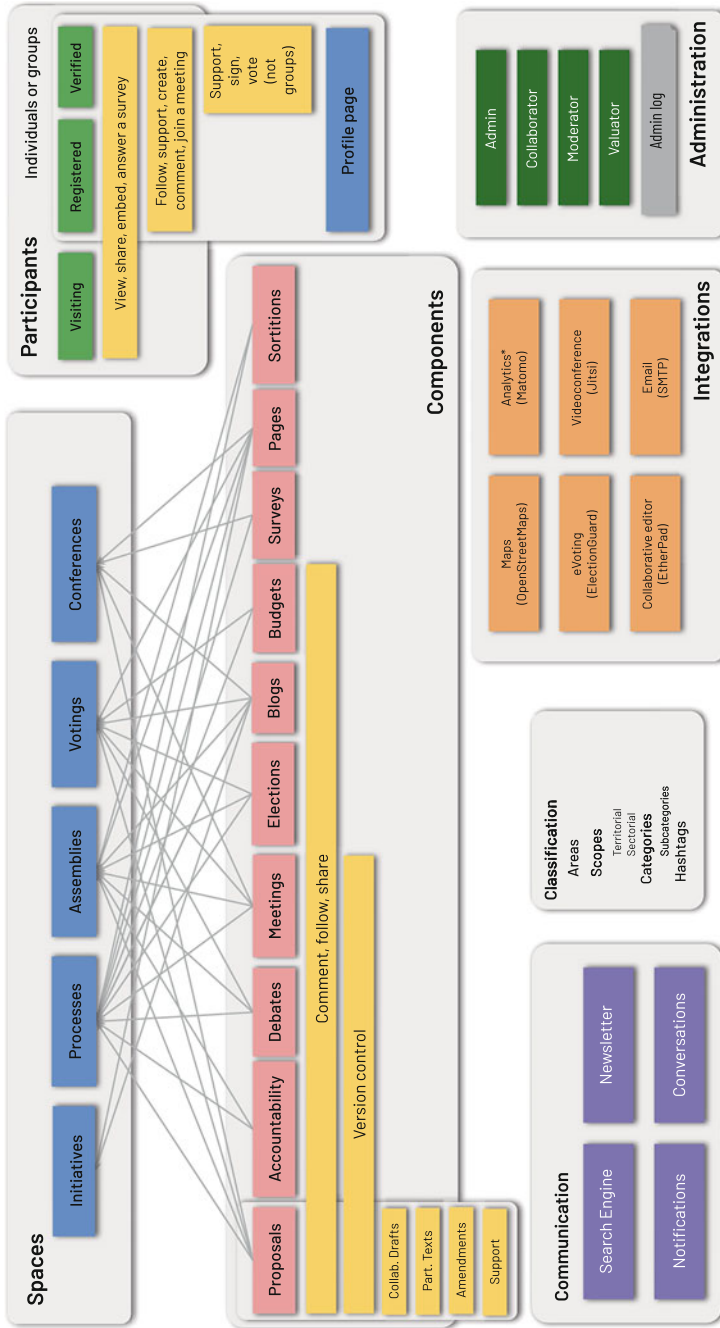 Spaces
Initiatives
Processes
Assemblies
Votings
Conferences
Participants
Individuals or groups
Visiting
Registered
Verified
View, share, embed, answer a survey
Follow, support, create,
comment, join a meeting
Support,
sign,
vote
(not
groups)
Profile page
Proposals
Accountability
Debates
Meetings
Elections
Blogs
Budgets
Surveys
Pages
Sortitions
Comment, follow, share
Version control
Collab. Drafts
Part. Texts
Amendments
Support
Components
Communication
Search Engine
Newsletter
Notifications
Conversations
Classification
Areas
Scopes
Territorial
Sectorial
Categories
Subcategories
Hashtags
Maps
(OpenStreetMaps)
Analytics*
(Matomo)
eVoting
(ElectionGuard)
Videoconference
(Jitsi)
Collaborative editor
(EtherPad)
Email
(SMTP)
Integrations
Admin
Collaborator
Moderator
Valuator
Admin log
Administration